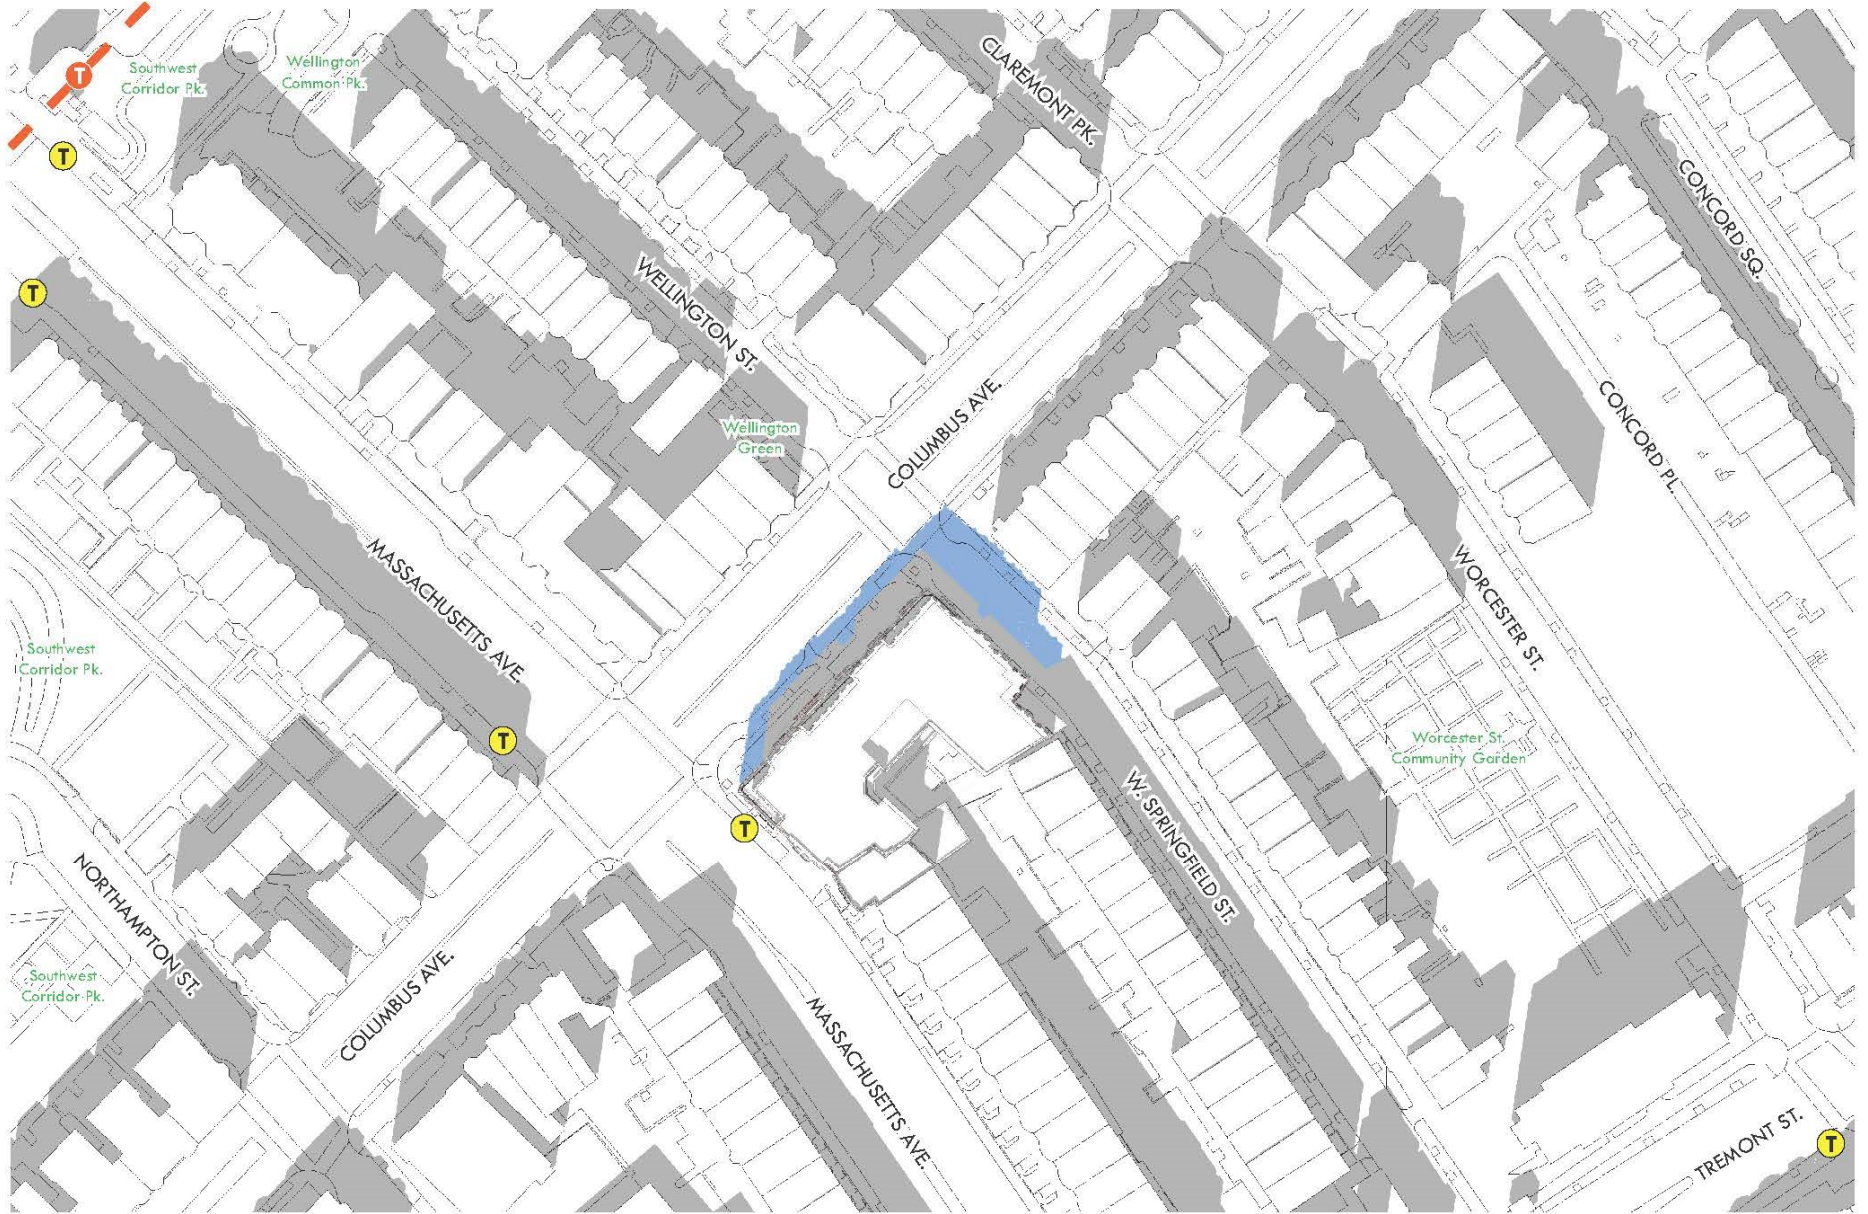 CLAREMONT PK.
Wellington
Common Pk.
Southwest
Corridor Pk.
T
T
CONCORD SQ.
T
WELLINGTON ST.
COLUMBUS AVE.
CONCORD PL.
Wellington
Green
MASSACHUSETTS AVE.
WORCESTER ST.
Southwest
Corridor Pk.
T
Worcester St.
Community Garden
T
W. SPRINGFIELD ST.
NORTHAMPTON ST.
COLUMBUS AVE.
Southwest
Corridor Pk.
MASSACHUSETTS AVE.
TREMONT ST.
T